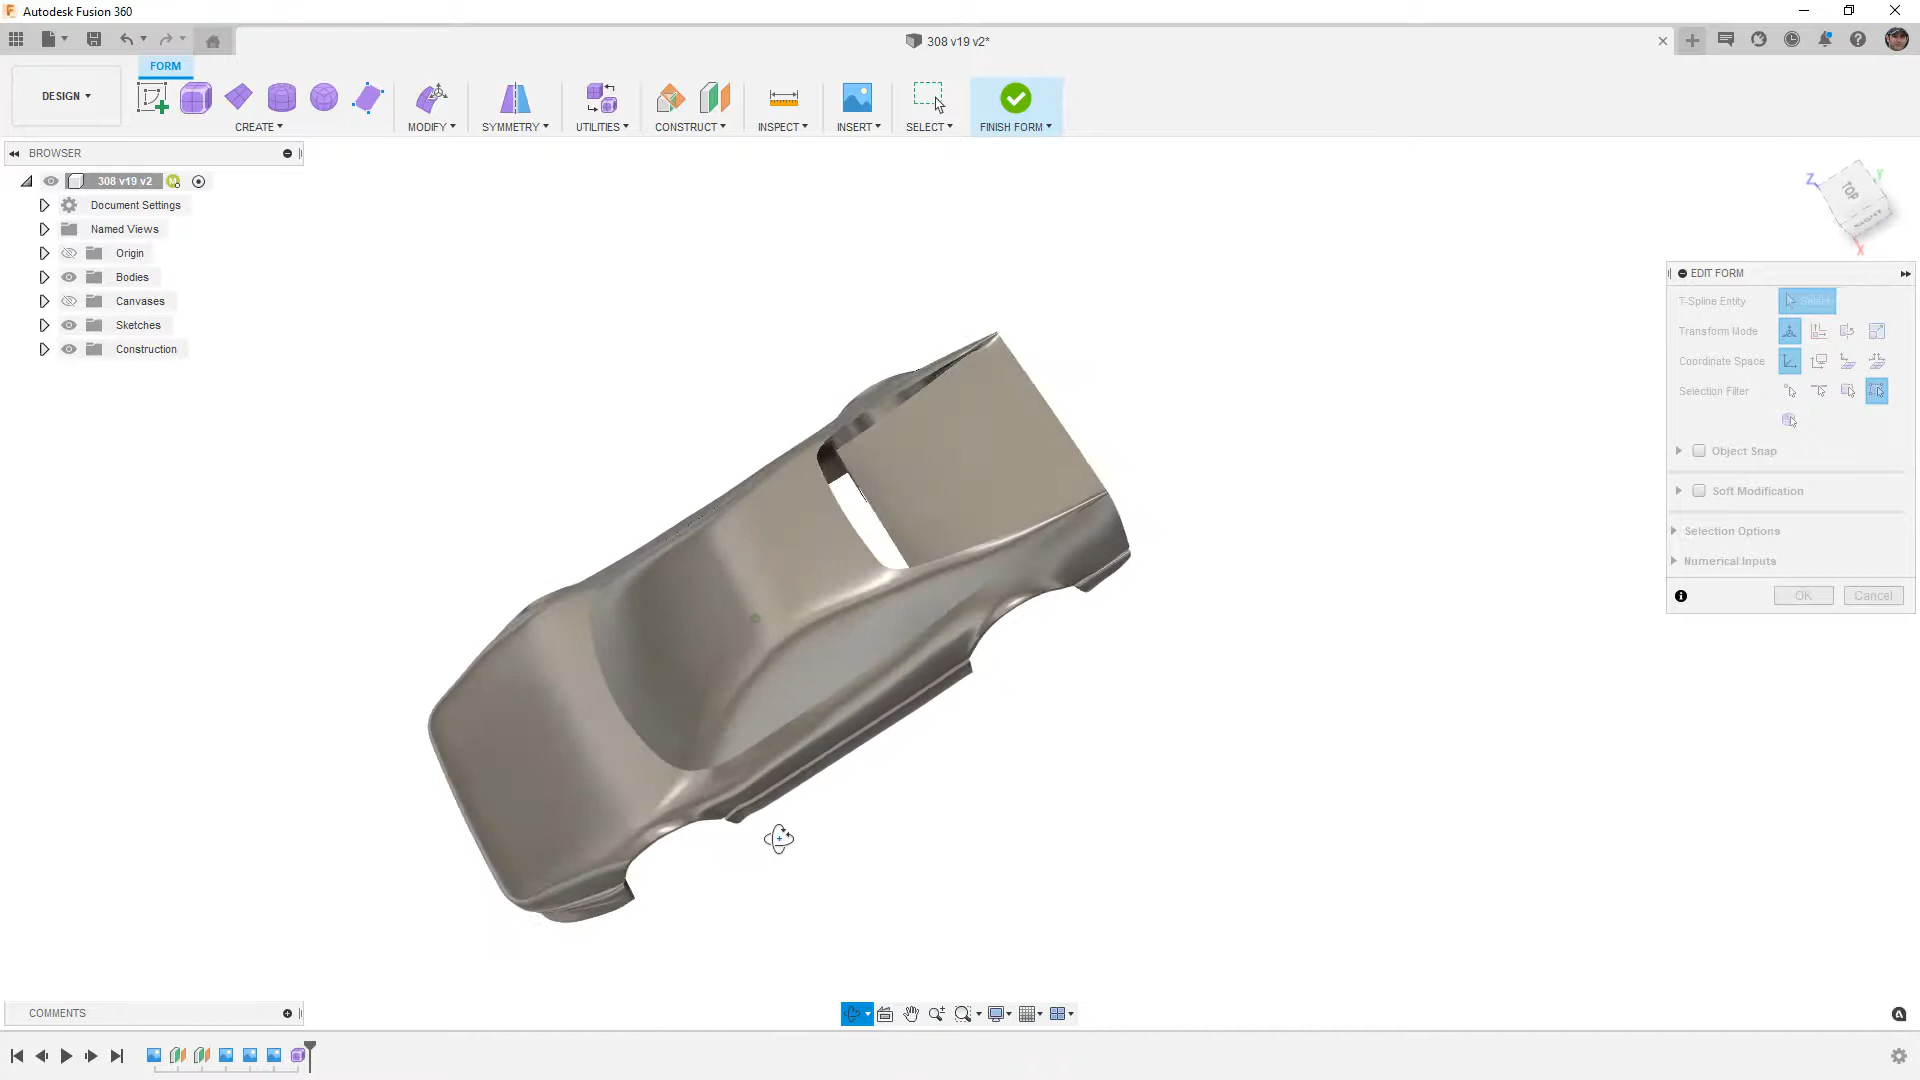 Autodesk Fusion 360
308 v19 v2*
FORM
DESIGN
CREATE
MODIFY
SYMMETRY
UTILITIES
CONSTRUCT
INSPECT
INSERT
SELECT
FINISH FORM
BROWSER
308 v19 v2
Document Settings
Named Views
Origin
Bodies
Canvases
Sketches
Construction
Z
Y
TOP
RIGHT
X
EDIT FORM
T-Spline Entity
Select
Transform Mode
Coordinate Space
Selection Filter
Object Snap
Soft Modification
Selection Options
Numerical Inputs
OK
Cancel
COMMENTS